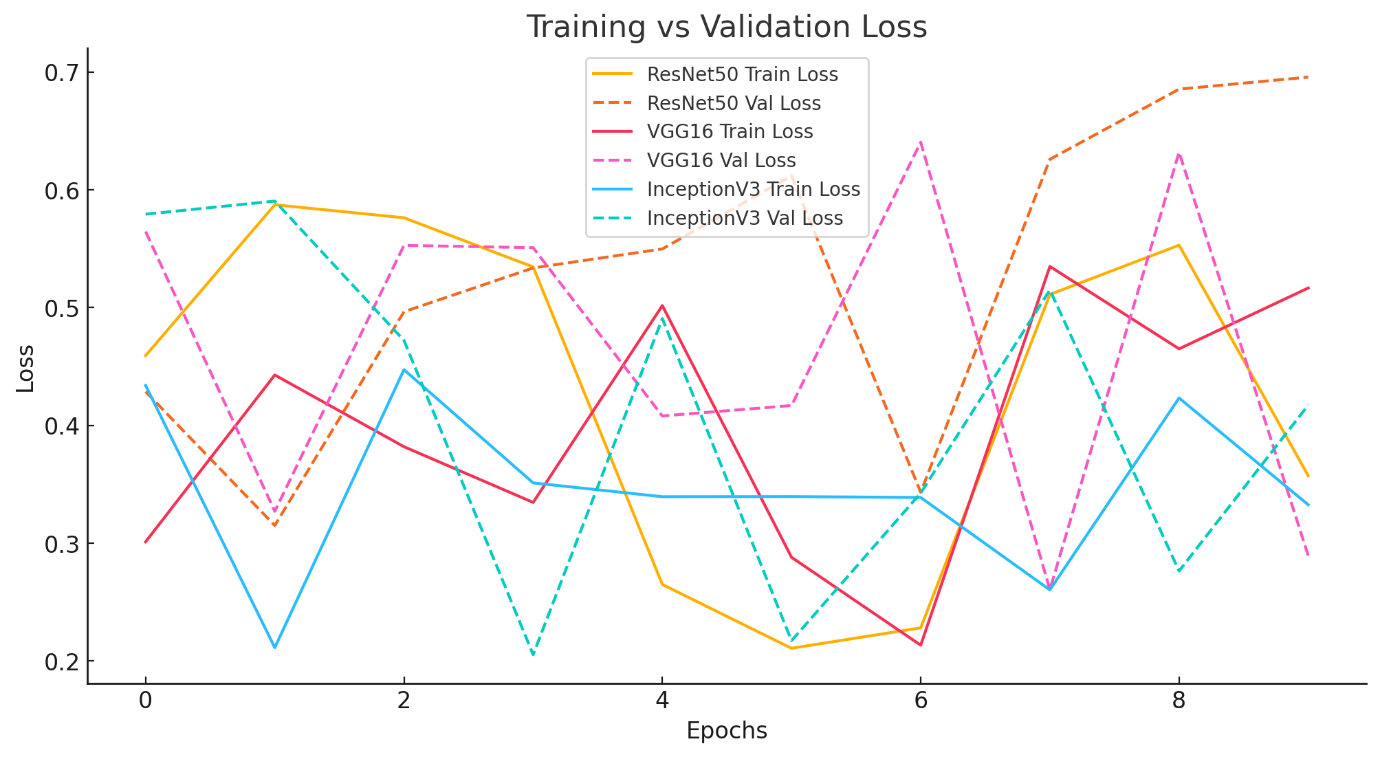 Training vs Validation Loss
ResNet50 Train Loss
ResNet50 Val Loss
VGG16 Train Loss
VGG16 Val Loss
InceptionV3 Train Loss
InceptionV3 Val Loss
Loss
0.7
0.6
0.5
0.4
0.3
0.2
0 2 4 6 8
Epochs